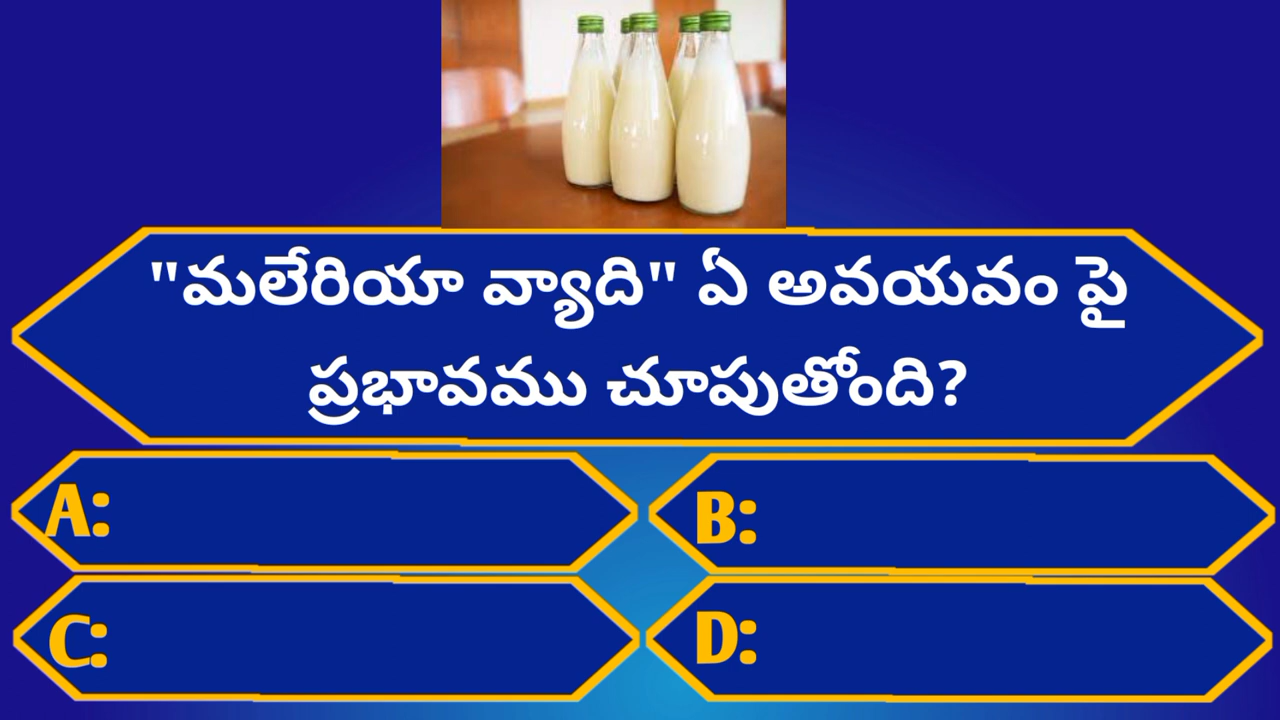 "మలేరియా వ్యాది" ఏ అవయవం పై
ప్రభావము చూపుతోంది?
A:
B:
C:
D: